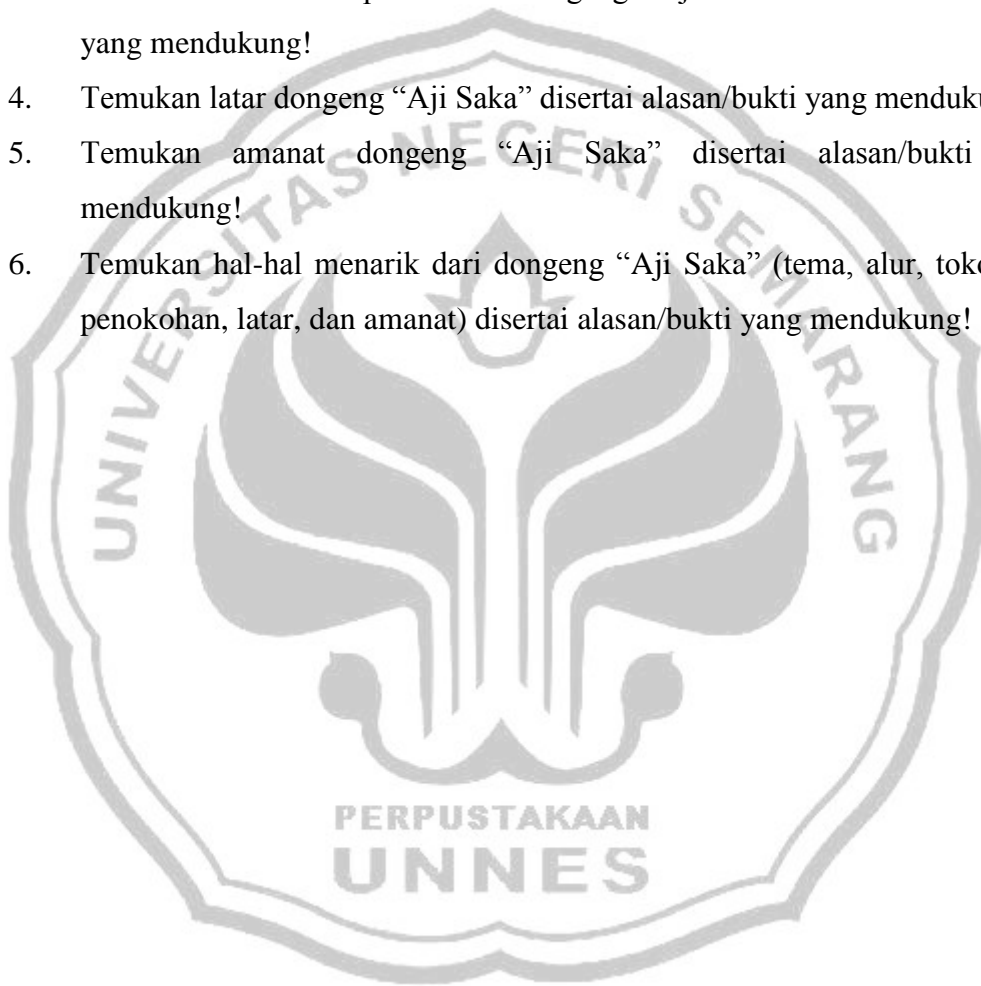 yang mendukung!
4. Temukan latar dongeng “Aji Saka” disertai alasan/bukti yang
5. Temukan amanat dongeng “Aji Saka” disertai alasan/bukti
mendukung!
6. Temukan hal-hal menarik dari dongeng “Aji Saka” (tema, alur,
penokohan, latar, dan amanat) disertai alasan/bukti yang mendukung!
UNIVERSITAS NEGERI SEMARANG
PERPUSTAKAAN
UNNES